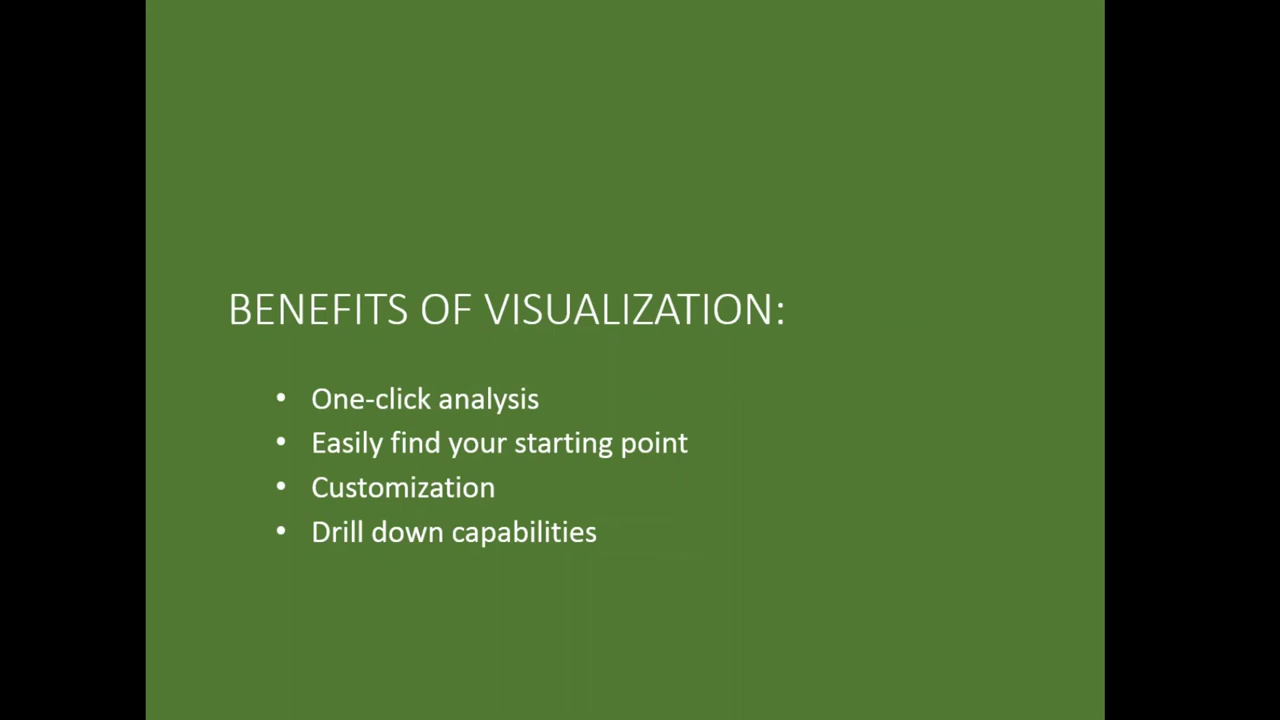 BENEFITS OF VISUALIZATION:
• One-click analysis
• Easily find your starting point
• Customization
• Drill down capabilities